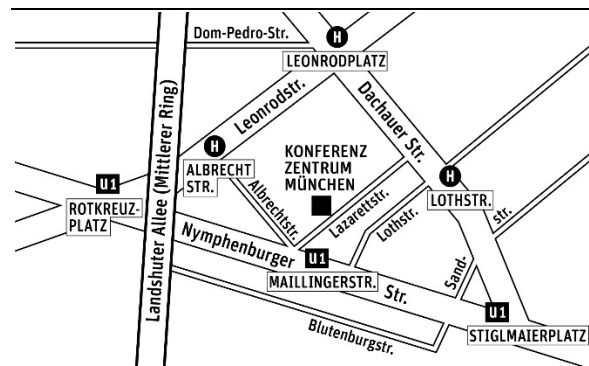 Dom-Pedro-Str.
H
LEONRODPLATZ
Landshuter Allee (Mittlerer Ring)
Leonrodstr.
Dachauer Str.
H
ALBRECHT
STR.
KONFERENZ
ZENTRUM
MÜNCHEN
H
LOTHSTR.
U1
ROTKREUZ-
PLATZ
Albrechtstr.
Lazarettstr.
Lothstr.
Sand-
str.
Nymphenburger
Str.
U1
MAILLINGERSTR.
U1
STIGLMAIERPLATZ
Blutenburgstr.